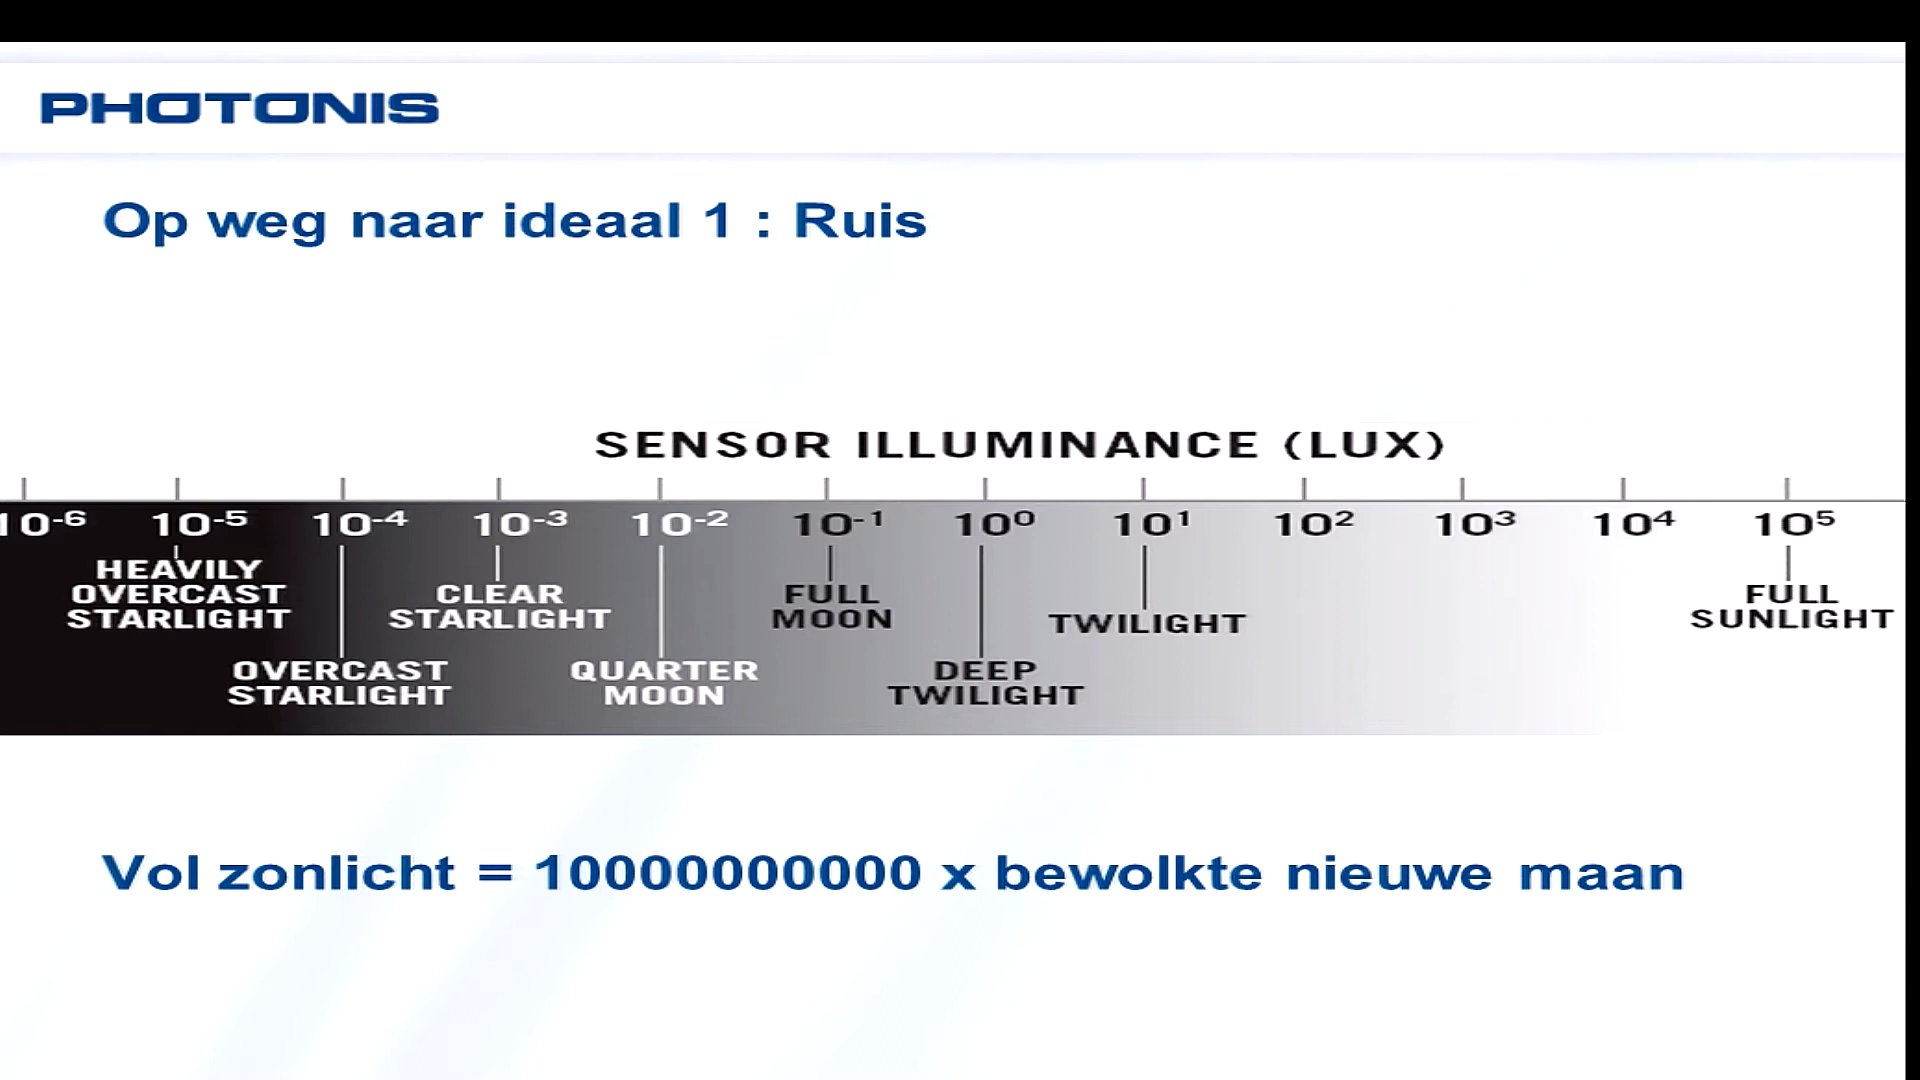 PHOTONIS
Op weg naar ideaal 1 : Ruis
SENSOR ILLUMINANCE (LUX)
10⁻⁶ 10⁻⁵ 10⁻⁴ 10⁻³ 10⁻² 10⁻¹ 10⁰ 10¹ 10² 10³ 10⁴ 10⁵
HEAVILY
OVERCAST
STARLIGHT
OVERCAST
STARLIGHT
CLEAR
STARLIGHT
QUARTER
MOON
FULL
MOON
DEEP
TWILIGHT
TWILIGHT
FULL
SUNLIGHT
Vol zonlicht = 10000000000 x bewolkte nieuwe maan